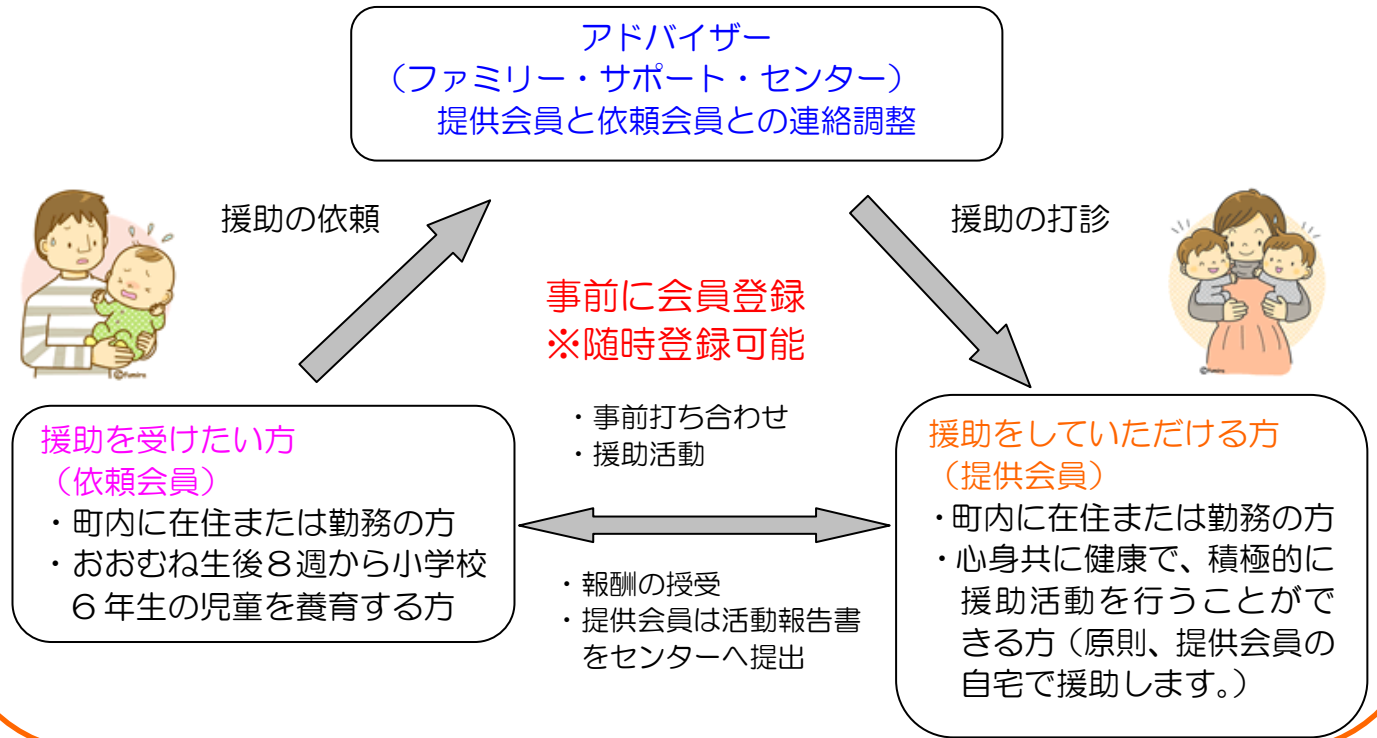 アドバイザー
（ファミリー・サポート・センター）
提供会員と依頼会員との連絡調整
援助の依頼
援助の打診
事前に会員登録
※随時登録可能
援助を受けたい方
（依頼会員）
・町内に在住または勤務の方
・おおむね生後８週から小学校
６年生の児童を養育する方
・事前打ち合わせ
・援助活動
・報酬の授受
・提供会員は活動報告書
をセンターへ提出
援助をしていただける方
（提供会員）
・町内に在住または勤務の方
・心身共に健康で、積極的に
援助活動を行うことがで
きる方（原則、提供会員の
自宅で援助します。）